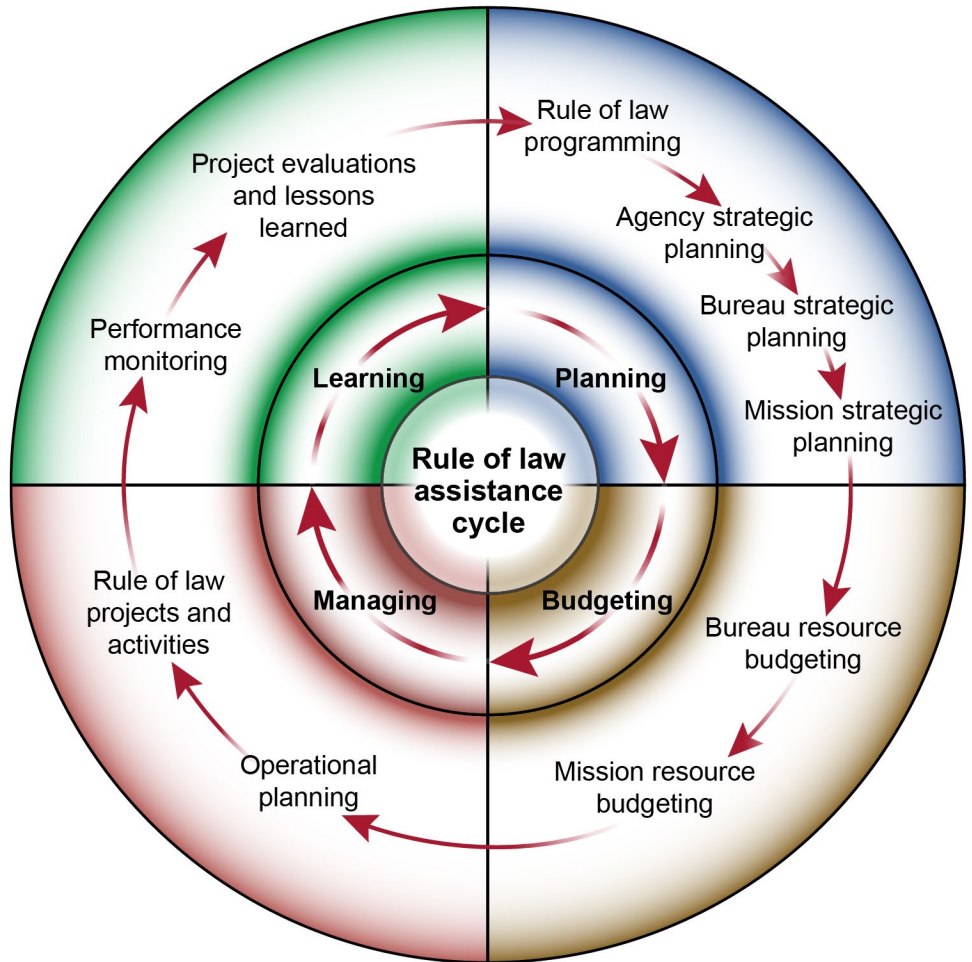 Rule of law
programming
Agency strategic
planning
Bureau strategic
planning
Mission strategic
planning
Bureau resource
budgeting
Mission resource
budgeting
Operational
planning
Rule of law
projects and
activities
Performance
monitoring
Project evaluations
and lessons
learned
Learning
Planning
Rule of law
assistance
cycle
Managing
Budgeting